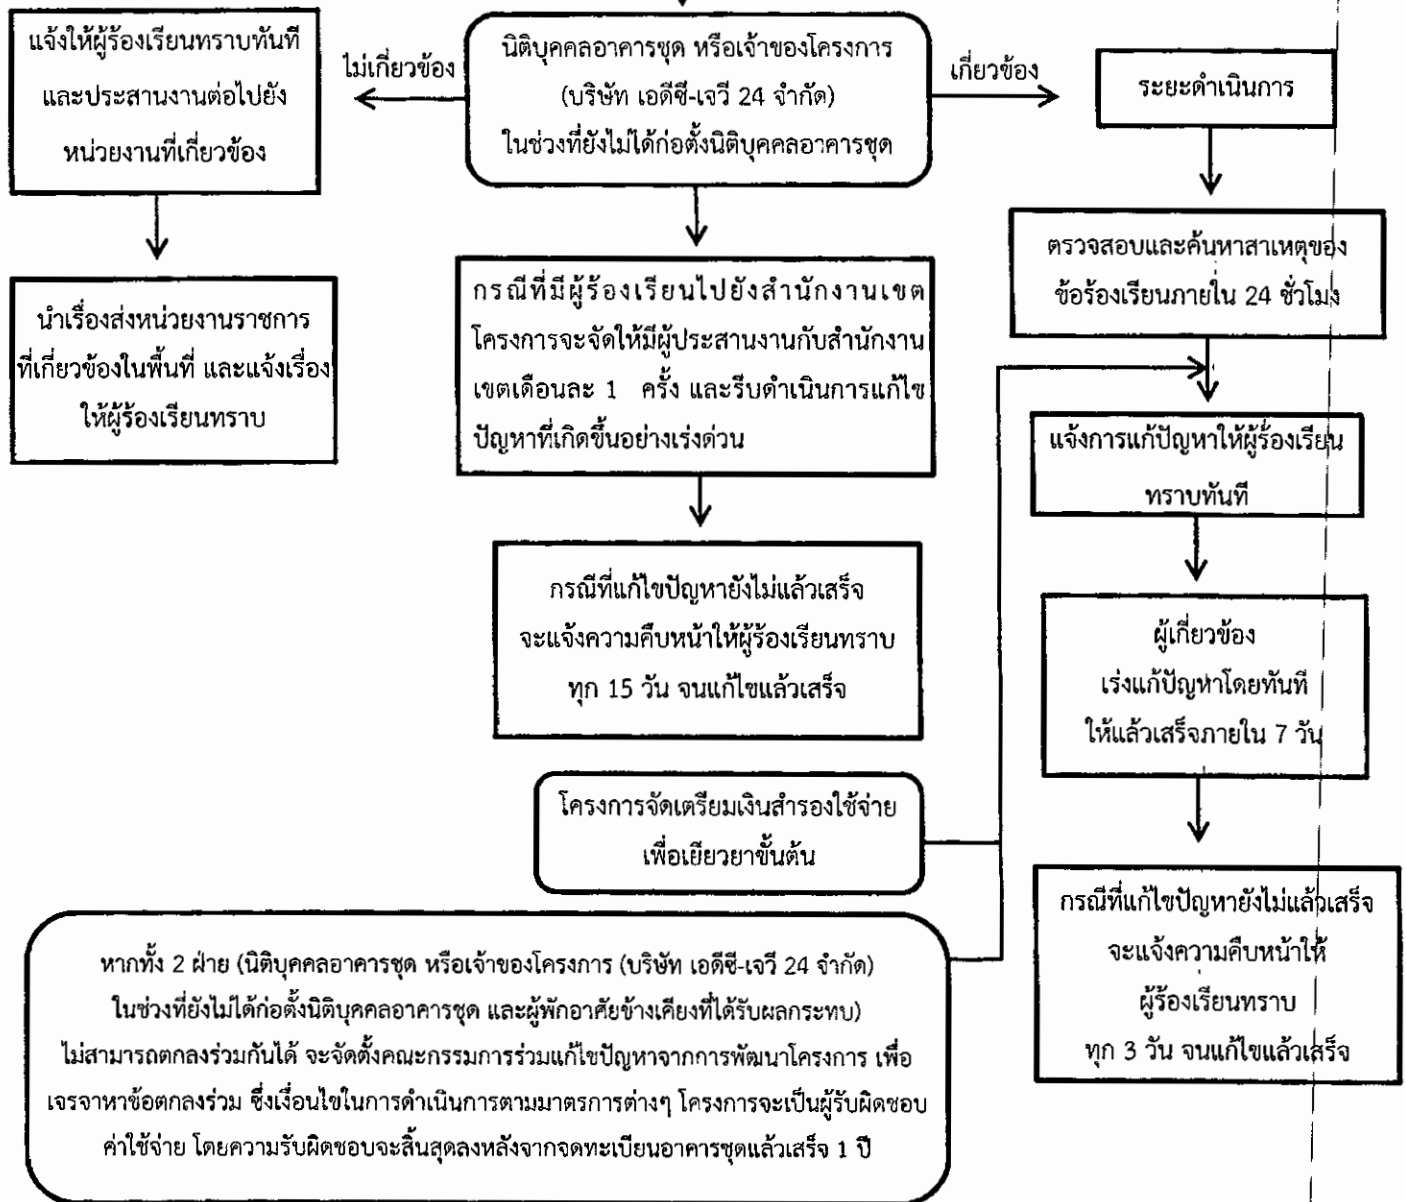 แจ้งให้ผู้ร้องเรียนทราบทันที
และประสานงานต่อไปยัง
หน่วยงานที่เกี่ยวข้อง
ไม่เกี่ยวข้อง
นิติบุคคลอาคารชุด หรือเจ้าของโครงการ
(บริษัท เอดีซี-เจวี 24 จำกัด)
ในช่วงที่ยังไม่ได้ก่อตั้งนิติบุคคลอาคารชุด
เกี่ยวข้อง
ระยะดำเนินการ
นำเรื่องส่งหน่วยงานราชการ
ที่เกี่ยวข้องในพื้นที่ และแจ้งเรื่อง
ให้ผู้ร้องเรียนทราบ
กรณีที่มีผู้ร้องเรียนไปยังสำนักงานเขต
โครงการจะจัดให้มีผู้ประสานงานกับสำนักงาน
เขตเดือนละ 1 ครั้ง และรีบดำเนินการแก้ไข
ปัญหาที่เกิดขึ้นอย่างเร่งด่วน
ตรวจสอบและค้นหาสาเหตุของ
ข้อร้องเรียนภายใน 24 ชั่วโมง
แจ้งการแก้ปัญหาให้ผู้ร้องเรียน
ทราบทันที
กรณีที่แก้ไขปัญหายังไม่แล้วเสร็จ
จะแจ้งความคืบหน้าให้ผู้ร้องเรียนทราบ
ทุก 15 วัน จนแก้ไขแล้วเสร็จ
ผู้เกี่ยวข้อง
เร่งแก้ปัญหาโดยทันที
ให้แล้วเสร็จภายใน 7 วัน
โครงการจัดเตรียมเงินสำรองใช้จ่าย
เพื่อเยียวยาขั้นต้น
กรณีที่แก้ไขปัญหายังไม่แล้วเสร็จ
จะแจ้งความคืบหน้าให้
ผู้ร้องเรียนทราบ
ทุก 3 วัน จนแก้ไขแล้วเสร็จ
หากทั้ง 2 ฝ่าย (นิติบุคคลอาคารชุด หรือเจ้าของโครงการ (บริษัท เอดีซี-เจวี 24 จำกัด)
ในช่วงที่ยังไม่ได้ก่อตั้งนิติบุคคลอาคารชุด และผู้พักอาศัยข้างเคียงที่ได้รับผลกระทบ)
ไม่สามารถตกลงร่วมกันได้ จะจัดตั้งคณะกรรมการร่วมแก้ไขปัญหาจากการพัฒนาโครงการ เพื่อ
เจรจาหาข้อตกลงร่วม ซึ่งเงื่อนไขในการดำเนินการตามมาตรการต่างๆ โครงการจะเป็นผู้รับผิดชอบ
ค่าใช้จ่าย โดยความรับผิดชอบจะสิ้นสุดลงหลังจากจดทะเบียนอาคารชุดแล้วเสร็จ 1 ปี